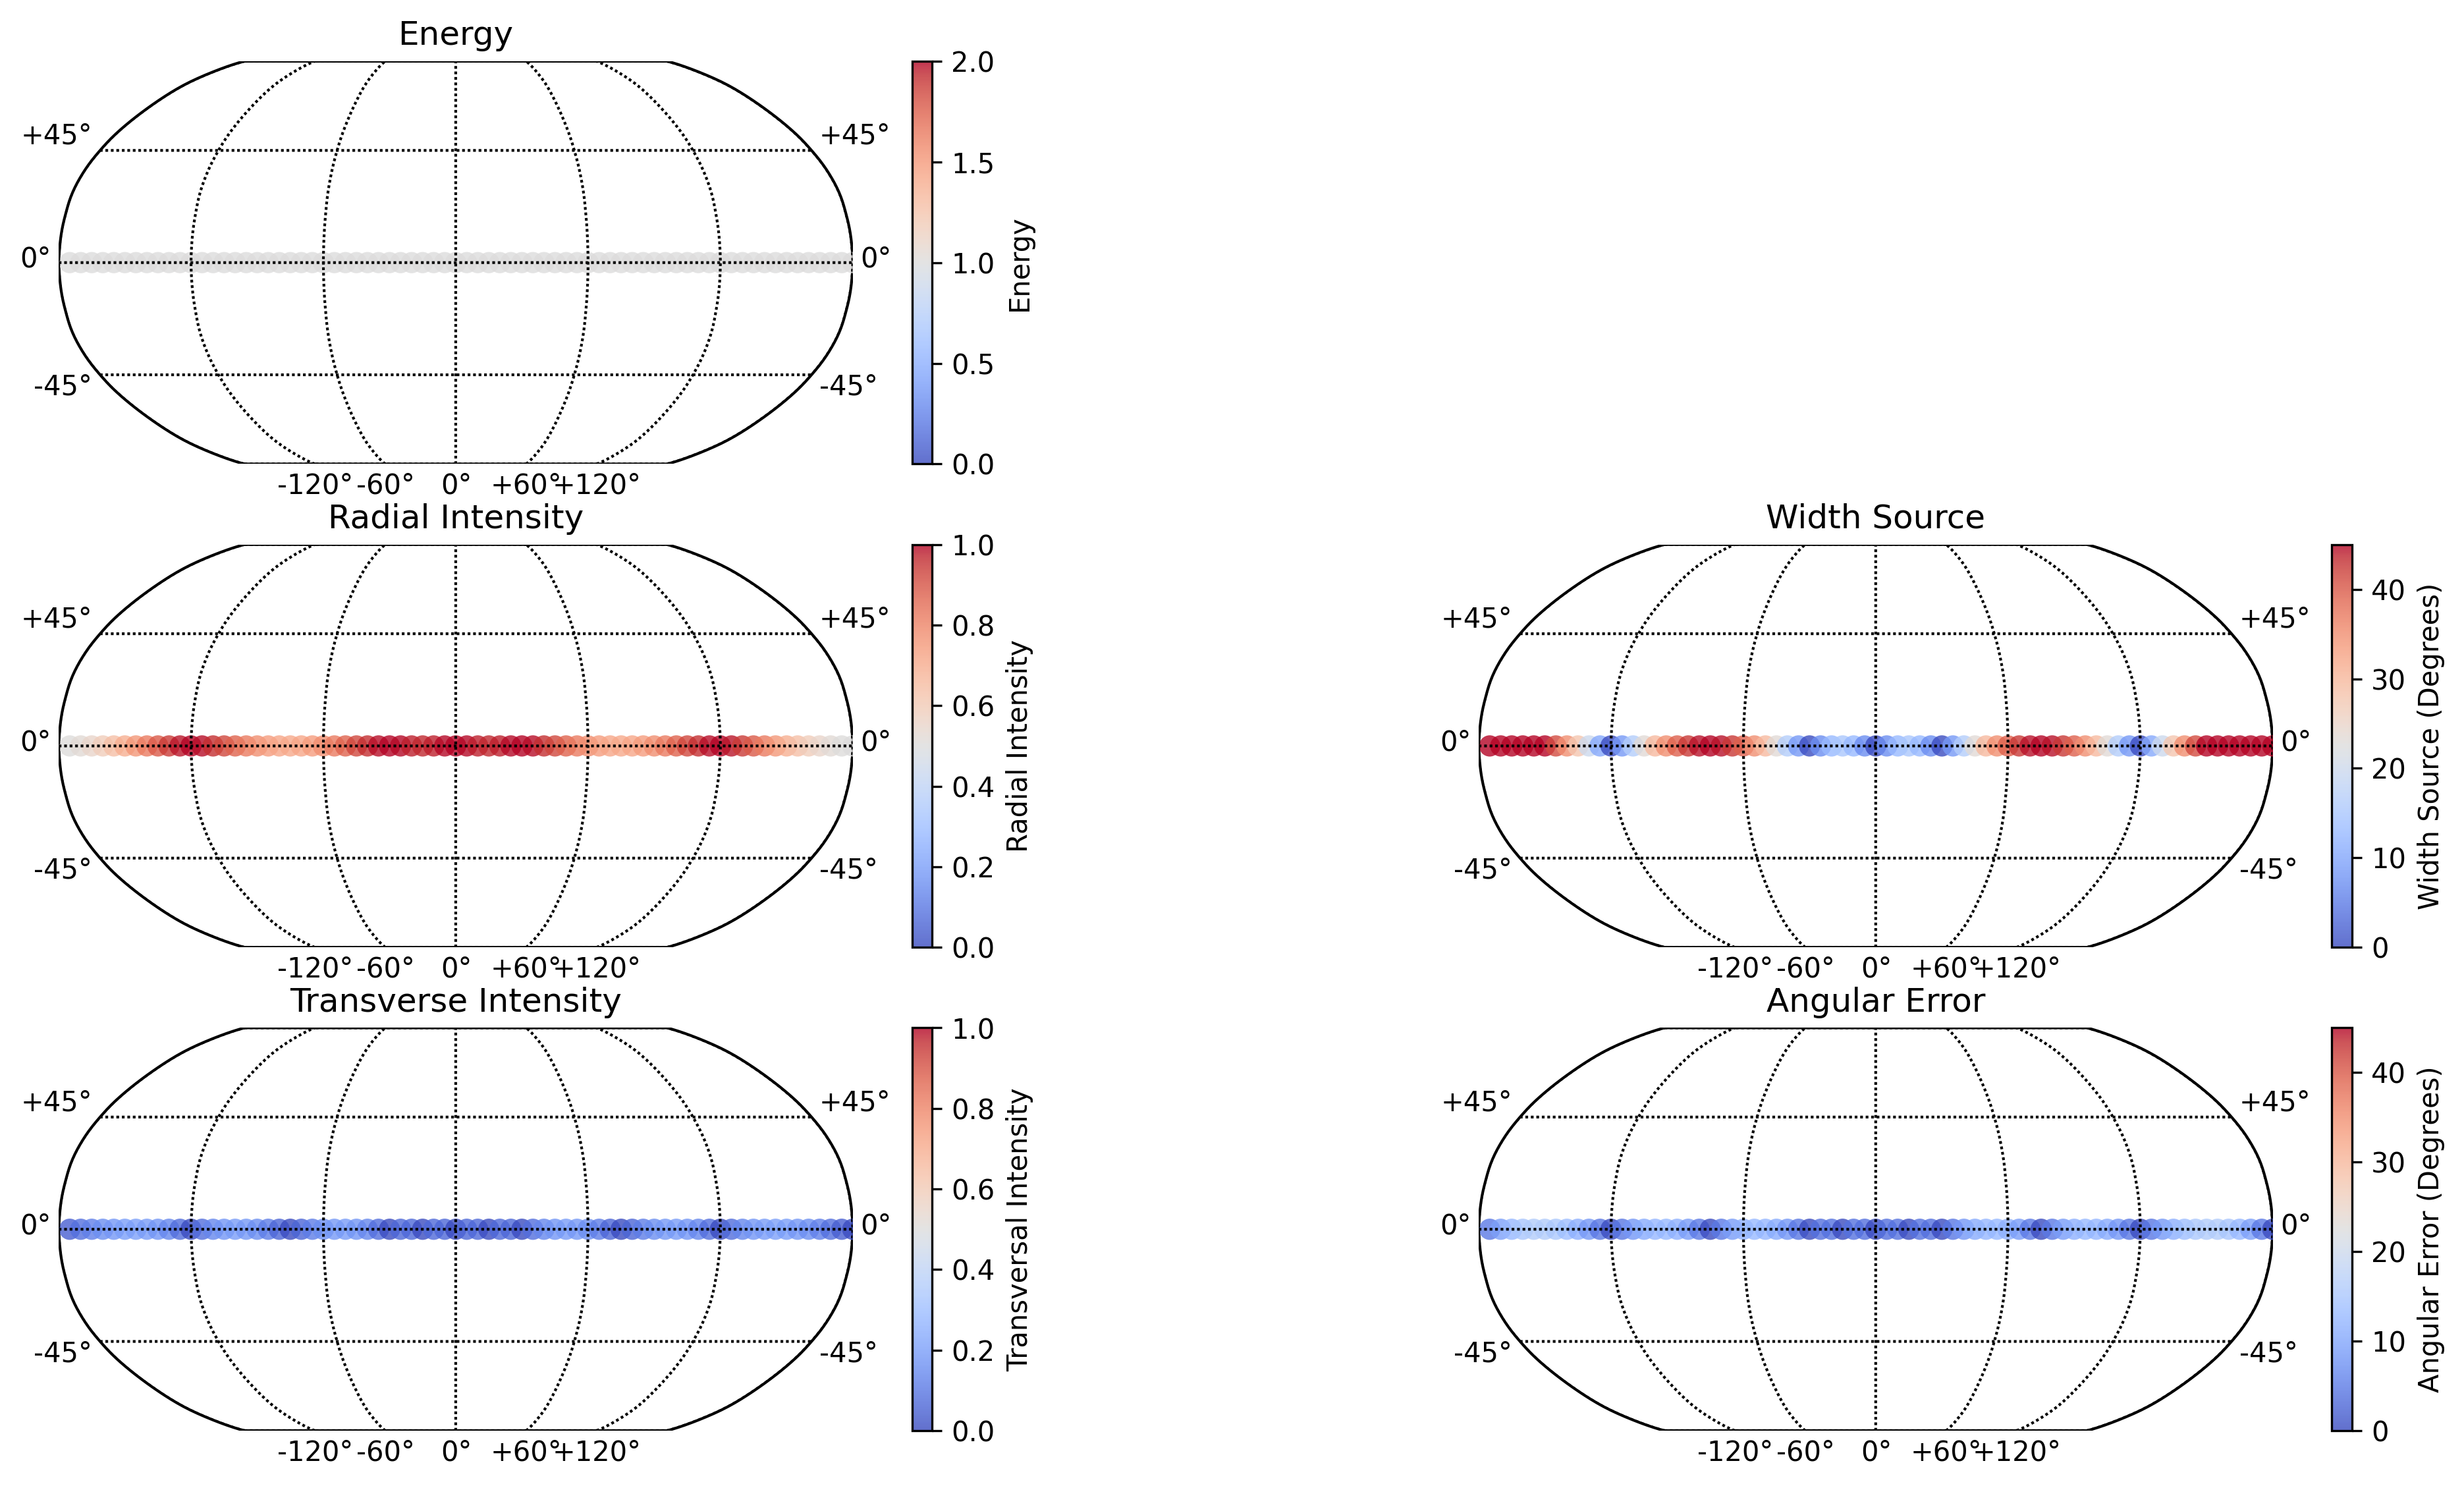 Energy
+45° +45°
0° 0°
-45° -45°
-120° -60° 0° +60° +120°
2.0
1.5
1.0
0.5
0.0
Energy
Radial Intensity
+45° +45°
0° 0°
-45° -45°
-120° -60° 0° +60° +120°
1.0
0.8
0.6
0.4
0.2
0.0
Radial Intensity
Width Source
+45° +45°
0° 0°
-45° -45°
-120° -60° 0° +60° +120°
40
30
20
10
0
Width Source (Degrees)
Transverse Intensity
+45° +45°
0° 0°
-45° -45°
-120° -60° 0° +60° +120°
1.0
0.8
0.6
0.4
0.2
0.0
Transversal Intensity
Angular Error
+45° +45°
0° 0°
-45° -45°
-120° -60° 0° +60° +120°
40
30
20
10
0
Angular Error (Degrees)